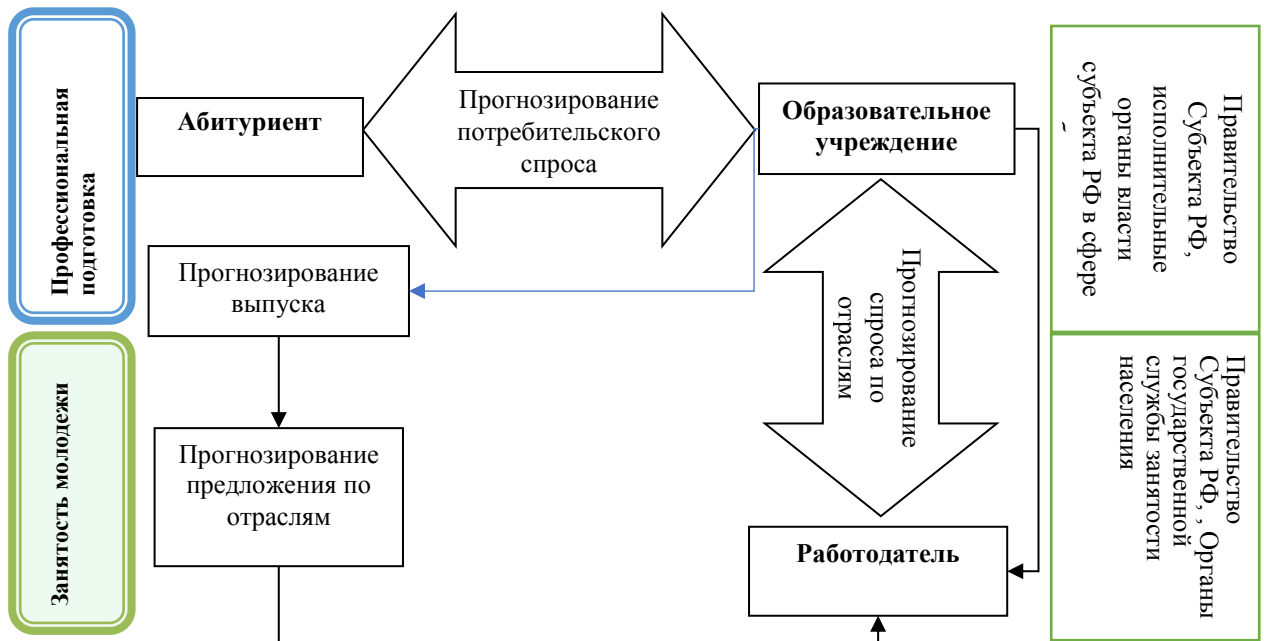 Профессиональная
подготовка
Абитуриент
Прогнозирование
потребительского
спроса
Образовательное
учреждение
Правительство
Субъекта РФ,
исполнительные
органы власти
субъекта РФ в сфере
Прогнозирование
выпуска
Прогнозирование
спроса по
отраслям
Занятость молодежи
Прогнозирование
предложения по
отраслям
Работодатель
Правительство
Субъекта РФ, , Органы
государственной
службы занятости
населения